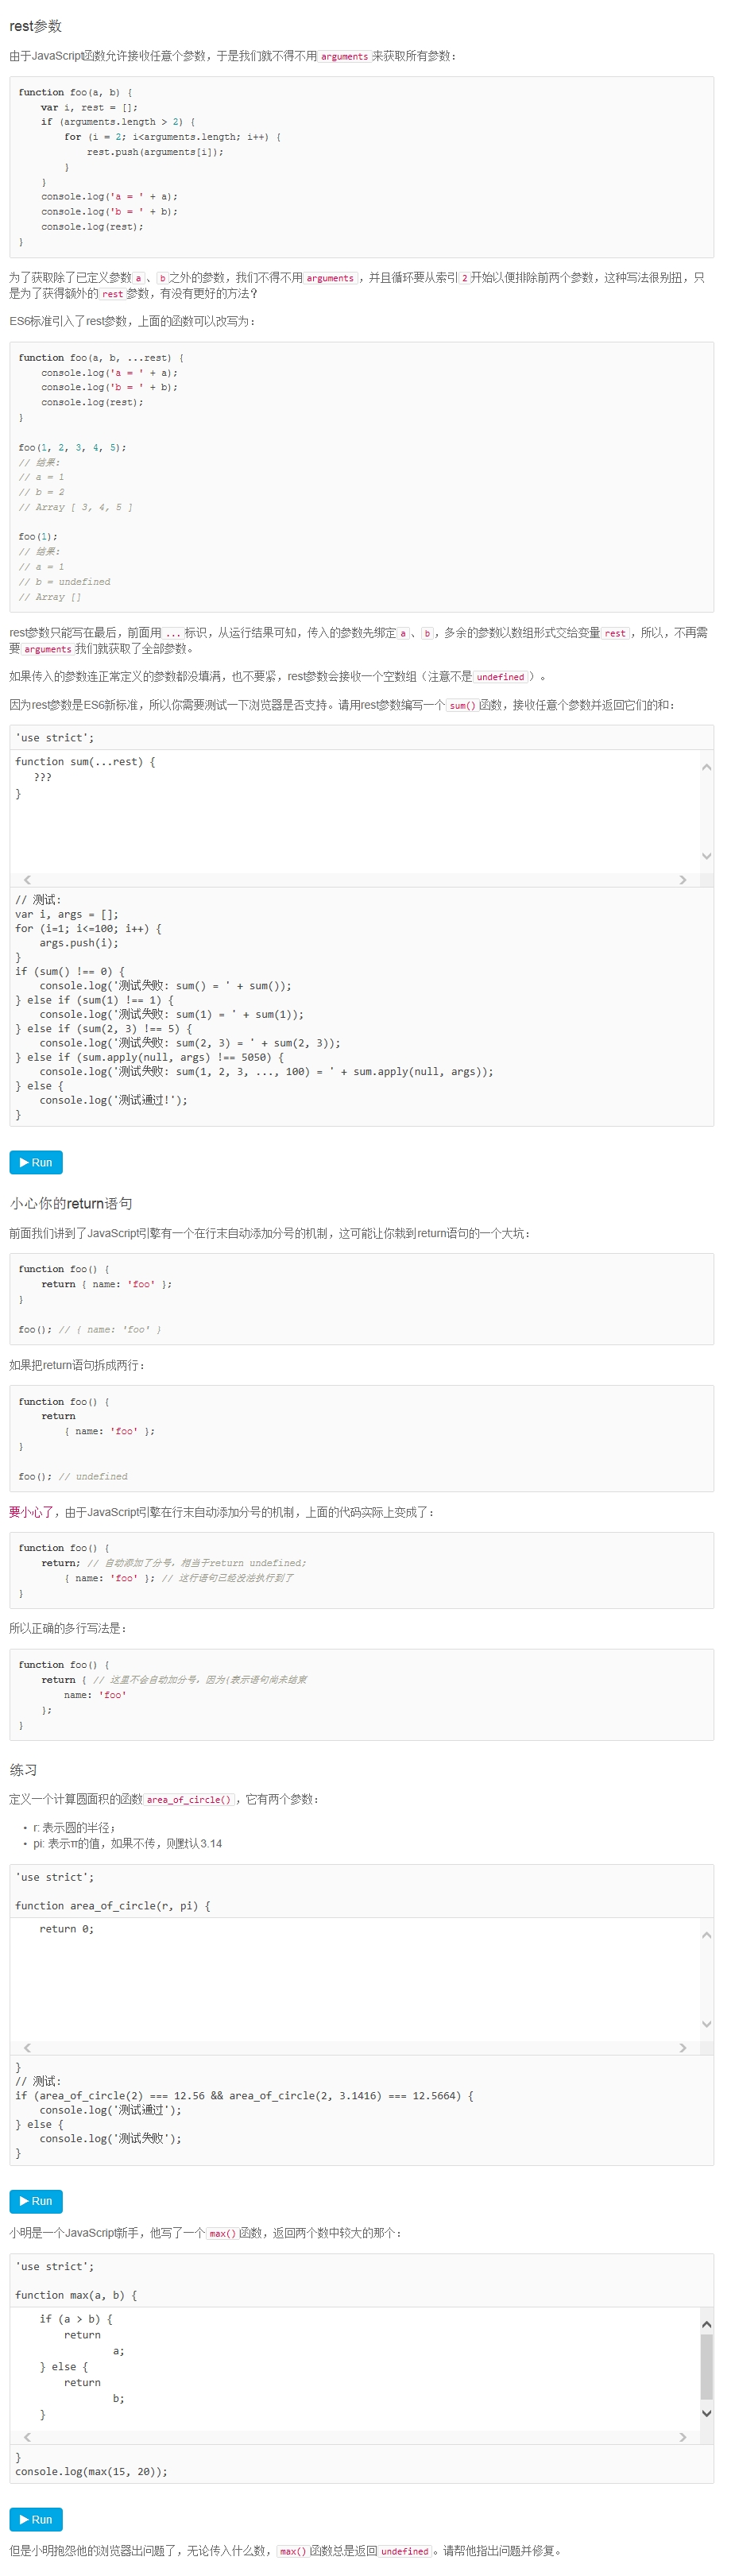 rest参数
由于JavaScript函数允许接收任意个参数，于是我们就不得不用arguments来获取所有参数：
function foo(a, b) {
    var i, rest = [];
    if (arguments.length > 2) {
        for (i = 2; i<arguments.length; i++) {
            rest.push(arguments[i]);
        }
    }
    console.log('a = ' + a);
    console.log('b = ' + b);
    console.log(rest);
}
为了获取除了已定义参数a、b之外的参数，我们不得不用arguments，并且循环要从索引2开始以便排除前两个参数，这种写法很别扭，只
是为了获得额外的rest参数，有没有更好的方法？
ES6标准引入了rest参数，上面的函数可以改写为：
function foo(a, b, ...rest) {
    console.log('a = ' + a);
    console.log('b = ' + b);
    console.log(rest);
}
foo(1, 2, 3, 4, 5);
// 结果:
// a = 1
// b = 2
// Array [ 3, 4, 5 ]
foo(1);
// 结果:
// a = 1
// b = undefined
// Array []
rest参数只能写在最后，前面用...标识，从运行结果可知，传入的参数先绑定a、b，多余的参数以数组形式交给变量rest，所以，不再需
要arguments我们就获取了全部参数。
如果传入的参数连正常定义的参数都没填满，也不要紧，rest参数会接收一个空数组（注意不是undefined）。
因为rest参数是ES6新标准，所以你需要测试一下浏览器是否支持。请用rest参数编写一个sum()函数，接收任意个参数并返回它们的和：
'use strict';
function sum(...rest) {
   ???
}
// 测试:
var i, args = [];
for (i=1; i<=100; i++) {
    args.push(i);
}
if (sum() !== 0) {
    console.log('测试失败: sum() = ' + sum());
} else if (sum(1) !== 1) {
    console.log('测试失败: sum(1) = ' + sum(1));
} else if (sum(2, 3) !== 5) {
    console.log('测试失败: sum(2, 3) = ' + sum(2, 3));
} else if (sum.apply(null, args) !== 5050) {
    console.log('测试失败: sum(1, 2, 3, ..., 100) = ' + sum.apply(null, args));
} else {
    console.log('测试通过!');
}
Run
小心你的return语句
前面我们讲到了JavaScript引擎有一个在行末自动添加分号的机制，这可能让你栽到return语句的一个大坑：
function foo() {
    return { name: 'foo' };
}
foo(); // { name: 'foo' }
如果把return语句拆成两行：
function foo() {
    return
        { name: 'foo' };
}
foo(); // undefined
要小心了，由于JavaScript引擎在行末自动添加分号的机制，上面的代码实际上变成了：
function foo() {
    return; // 自动添加了分号，相当于return undefined;
        { name: 'foo' }; // 这行语句已经没法执行到了
}
所以正确的多行写法是：
function foo() {
    return { // 这里不会自动加分号，因为{表示语句尚未结束
        name: 'foo'
    };
}
练习
定义一个计算圆面积的函数area_of_circle()，它有两个参数：
• r: 表示圆的半径；
• pi: 表示π的值，如果不传，则默认3.14
'use strict';
function area_of_circle(r, pi) {
    return 0;
}
// 测试:
if (area_of_circle(2) === 12.56 && area_of_circle(2, 3.1416) === 12.5664) {
    console.log('测试通过');
} else {
    console.log('测试失败');
}
Run
小明是一个JavaScript新手，他写了一个max()函数，返回两个数中较大的那个：
'use strict';
function max(a, b) {
    if (a > b) {
        return
                a;
    } else {
        return
                b;
    }
}
console.log(max(15, 20));
Run
但是小明抱怨他的浏览器出问题了，无论传入什么数，max()函数总是返回undefined。请帮他指出问题并修复。